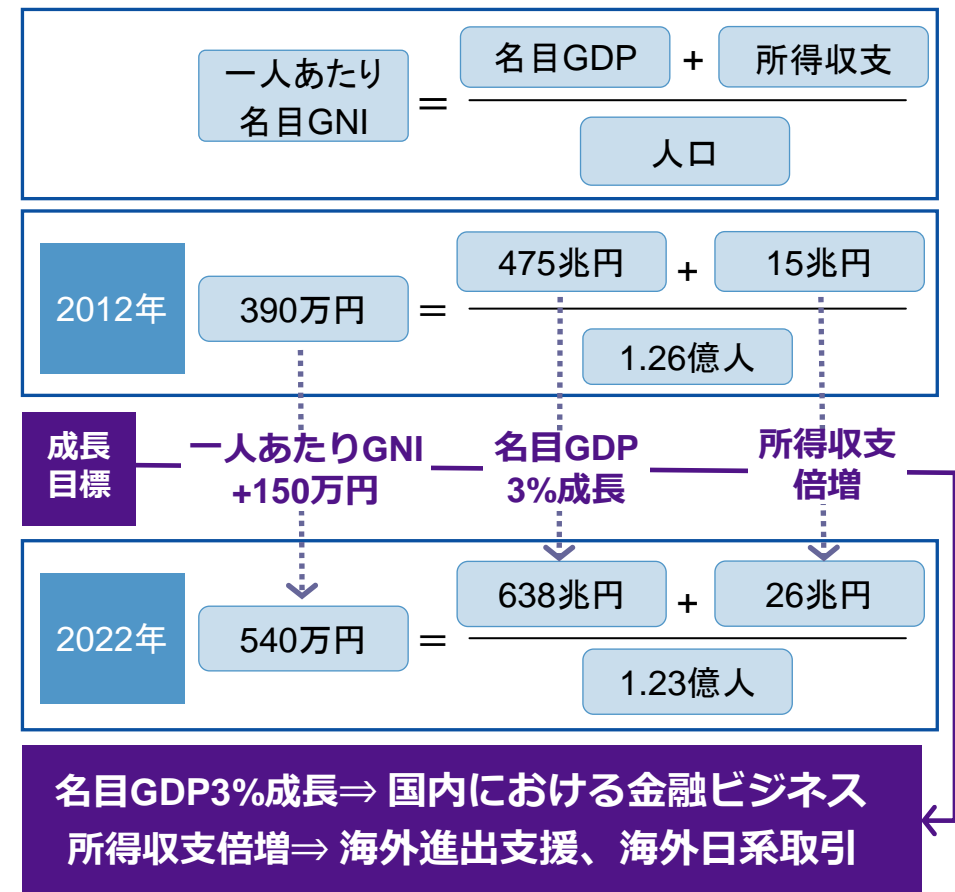 一人あたり
名目GNI
＝
名目GDP
+
所得収支
人口
2012年
390万円
＝
475兆円
+
15兆円
1.26億人
成長
目標
一人あたりGNI
+150万円
名目GDP
3%成長
所得収支
倍増
2022年
540万円
＝
638兆円
+
26兆円
1.23億人
名目GDP3%成長⇒ 国内における金融ビジネス
所得収支倍増⇒ 海外進出支援、海外日系取引